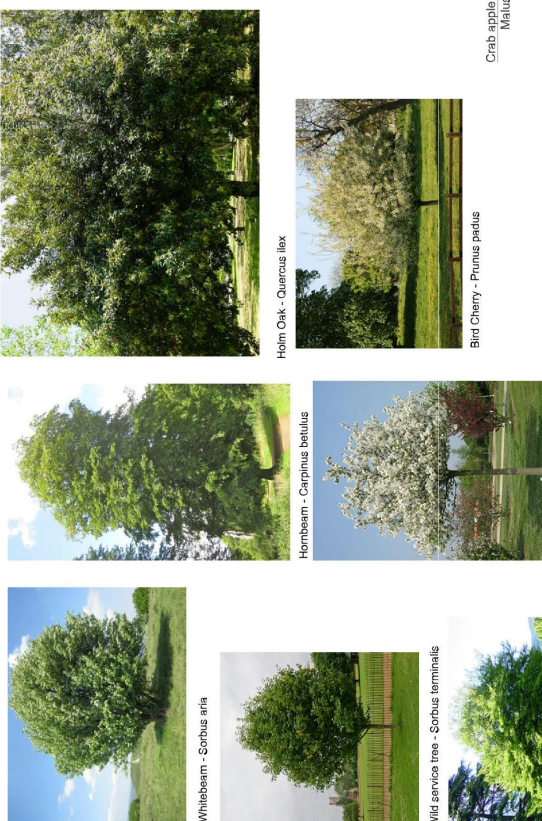 Whitebeam - Sorbus aria
Hornbeam - Carpinus betulus
Holm Oak - Quercus ilex
Wild service tree - Sorbus terminalis
Bird Cherry - Prunus padus
Crab apple
Malus